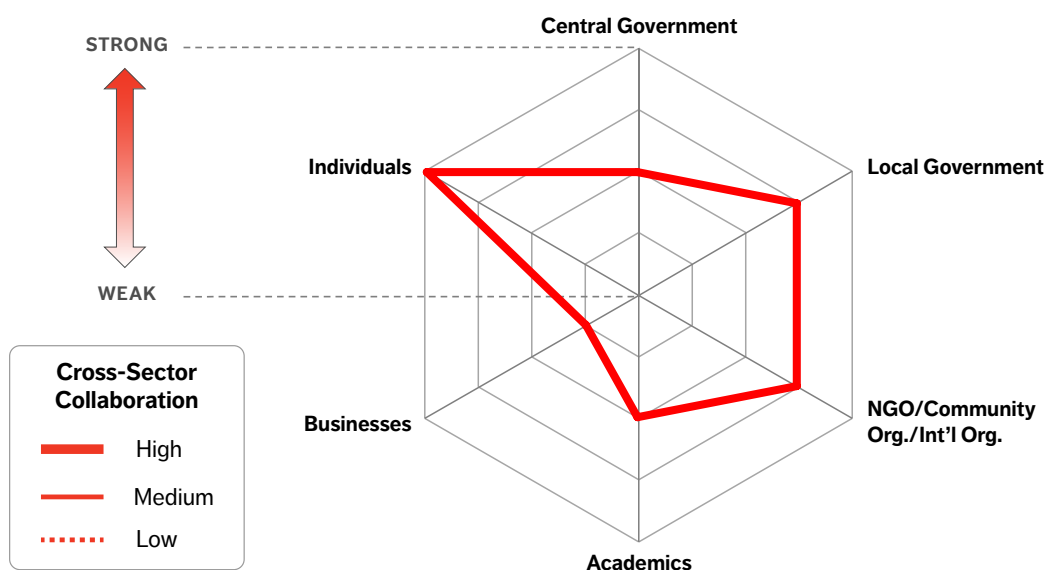 Central Government
STRONG
Individuals
Local Government
WEAK
Cross-Sector
Collaboration
High
Medium
Low
Businesses
NGO/Community
Org./Int’l Org.
Academics